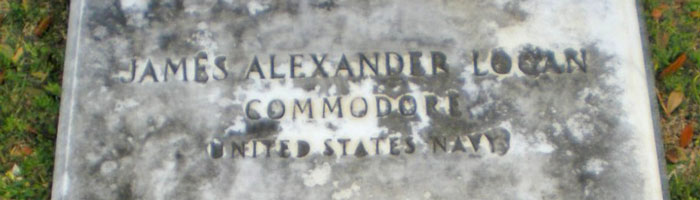 JAMES ALEXANDER LOGAN
COMMODORE
UNITED STATES NAVY